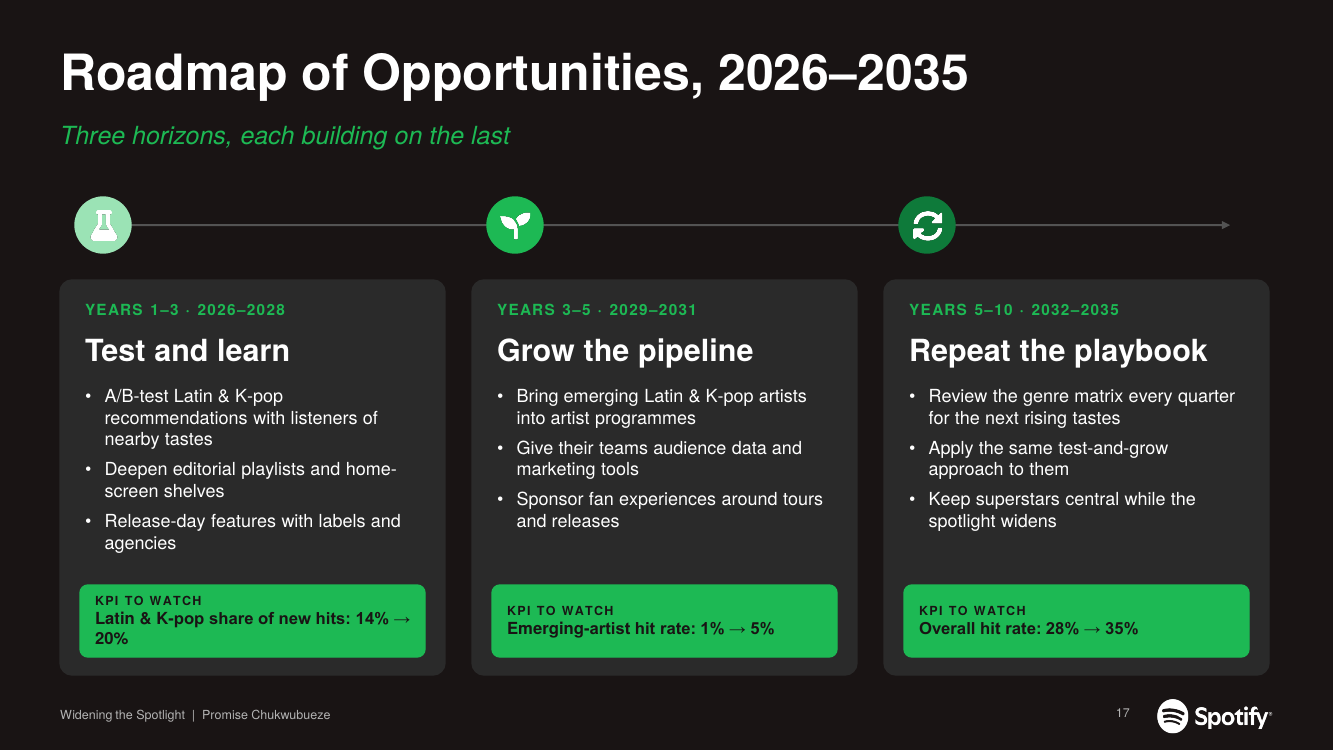 Roadmap of Opportunities, 2026–2035
Three horizons, each building on the last
YEARS 1–3 · 2026–2028
Test and learn
• A/B-test Latin & K-pop
recommendations with listeners of
nearby tastes
• Deepen editorial playlists and home-
screen shelves
• Release-day features with labels and
agencies
KPI TO WATCH
Latin & K-pop share of new hits: 14% →
20%
YEARS 3–5 · 2029–2031
Grow the pipeline
• Bring emerging Latin & K-pop artists
into artist programmes
• Give their teams audience data and
marketing tools
• Sponsor fan experiences around tours
and releases
KPI TO WATCH
Emerging-artist hit rate: 1% → 5%
YEARS 5–10 · 2032–2035
Repeat the playbook
• Review the genre matrix every quarter
for the next rising tastes
• Apply the same test-and-grow
approach to them
• Keep superstars central while the
spotlight widens
KPI TO WATCH
Overall hit rate: 28% → 35%
Widening the Spotlight | Promise Chukwubueze
17
Spotify